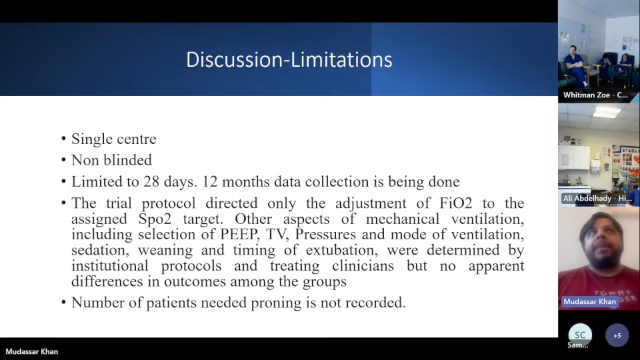 Discussion-Limitations
• Single centre
• Non blinded
• Limited to 28 days. 12 months data collection is being done
• The trial protocol directed only the adjustment of FiO2 to the
assigned Spo2 target. Other aspects of mechanical ventilation,
including selection of PEEP, TV, Pressures and mode of ventilation,
sedation, weaning and timing of extubation, were determined by
institutional protocols and treating clinicians but no apparent
differences in outcomes among the groups
• Number of patients needed proning is not recorded.
Whitman Zoe - C...
Ali Abdelhady - Hi...
Mudassar Khan
SC
+5
Sam...
Mudassar Khan